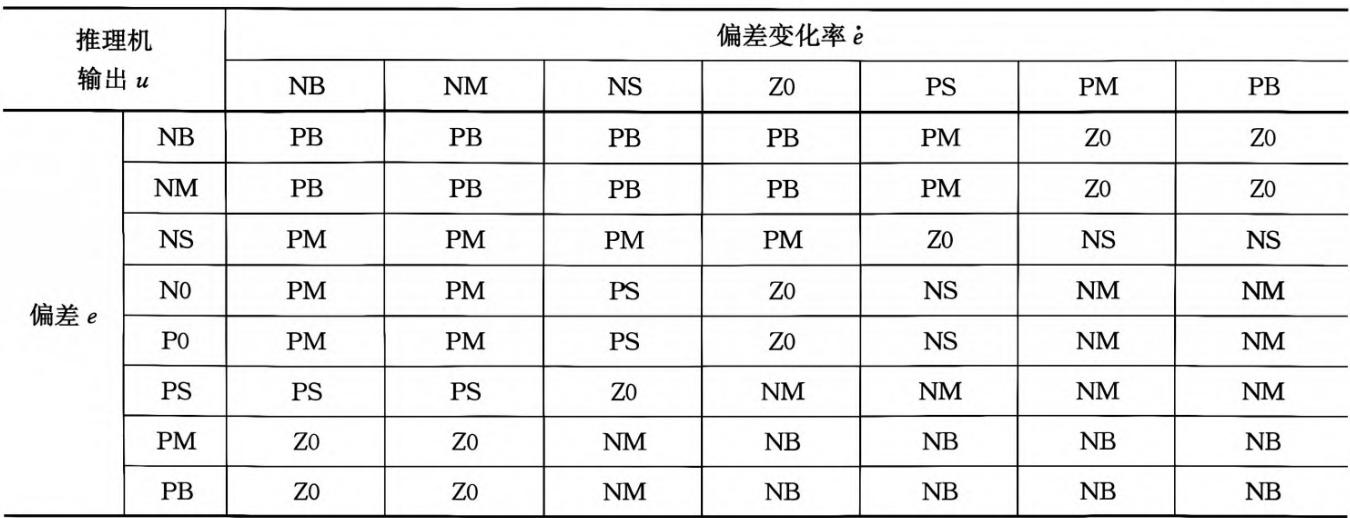 推理机
输出 u
偏差变化率 ė
NB NM NS Z0 PS PM PB
偏差 e
NB PB PB PB PB PM Z0 Z0
NM PB PB PB PB PM Z0 Z0
NS PM PM PM PM Z0 NS NS
N0 PM PM PS Z0 NS NM NM
P0 PM PM PS Z0 NS NM NM
PS PS PS Z0 NM NM NM NM
PM Z0 Z0 NM NB NB NB NB
PB Z0 Z0 NM NB NB NB NB